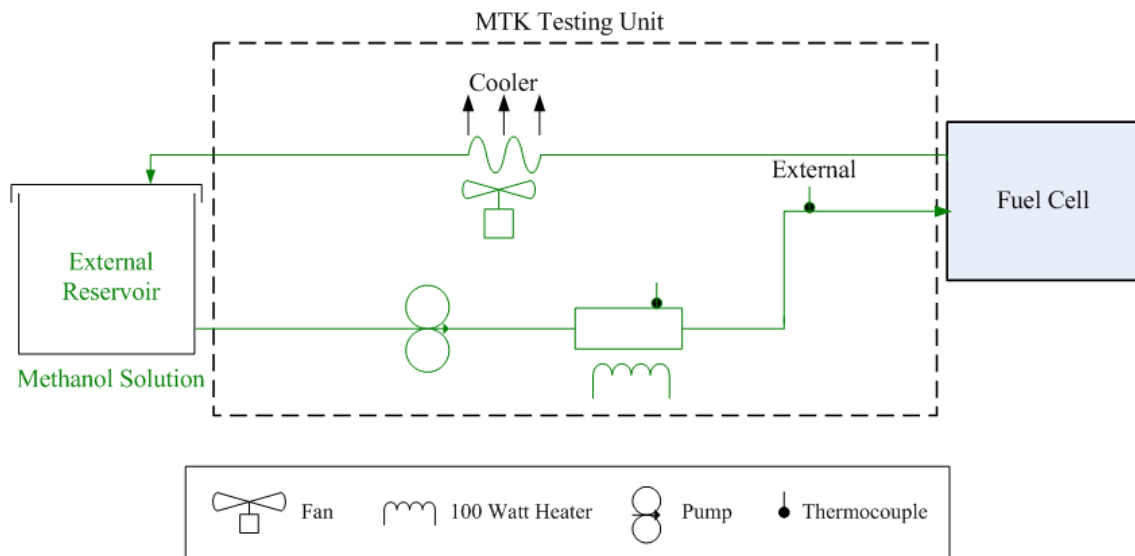 MTK Testing Unit
Cooler
External
Fuel Cell
External
Reservoir
Methanol Solution
Fan
100 Watt Heater
Pump
Thermocouple